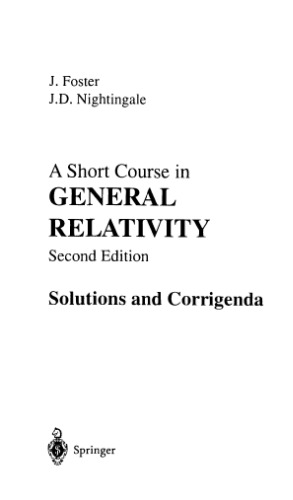 J. Foster
J.D. Nightingale
A Short Course in
GENERAL
RELATIVITY
Second Edition
Solutions and Corrigenda
Springer